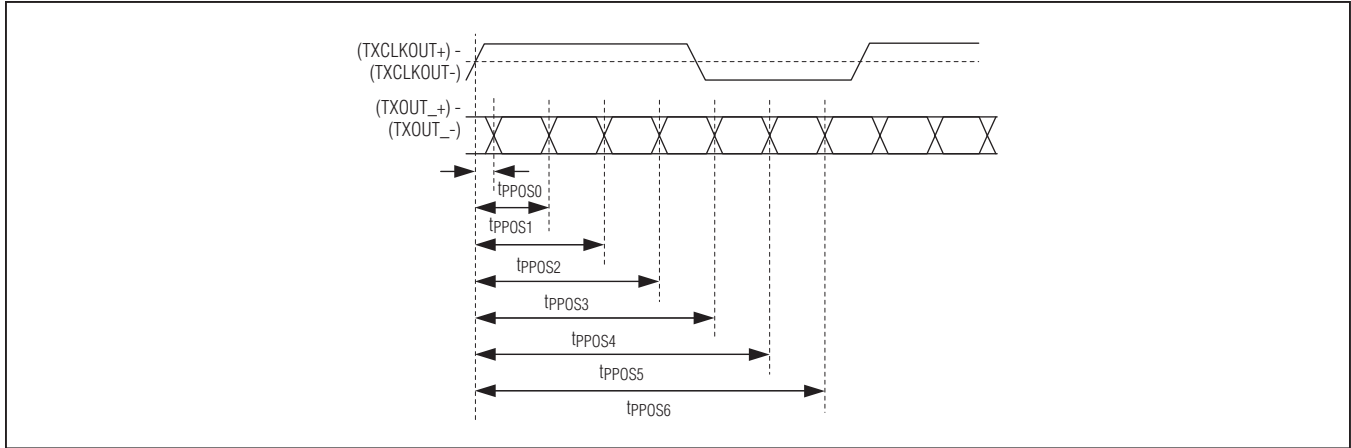 (TXCLKOUT+) -
(TXCLKOUT-)
(TXOUT_+) -
(TXOUT_-)
tPPOS0
tPPOS1
tPPOS2
tPPOS3
tPPOS4
tPPOS5
tPPOS6